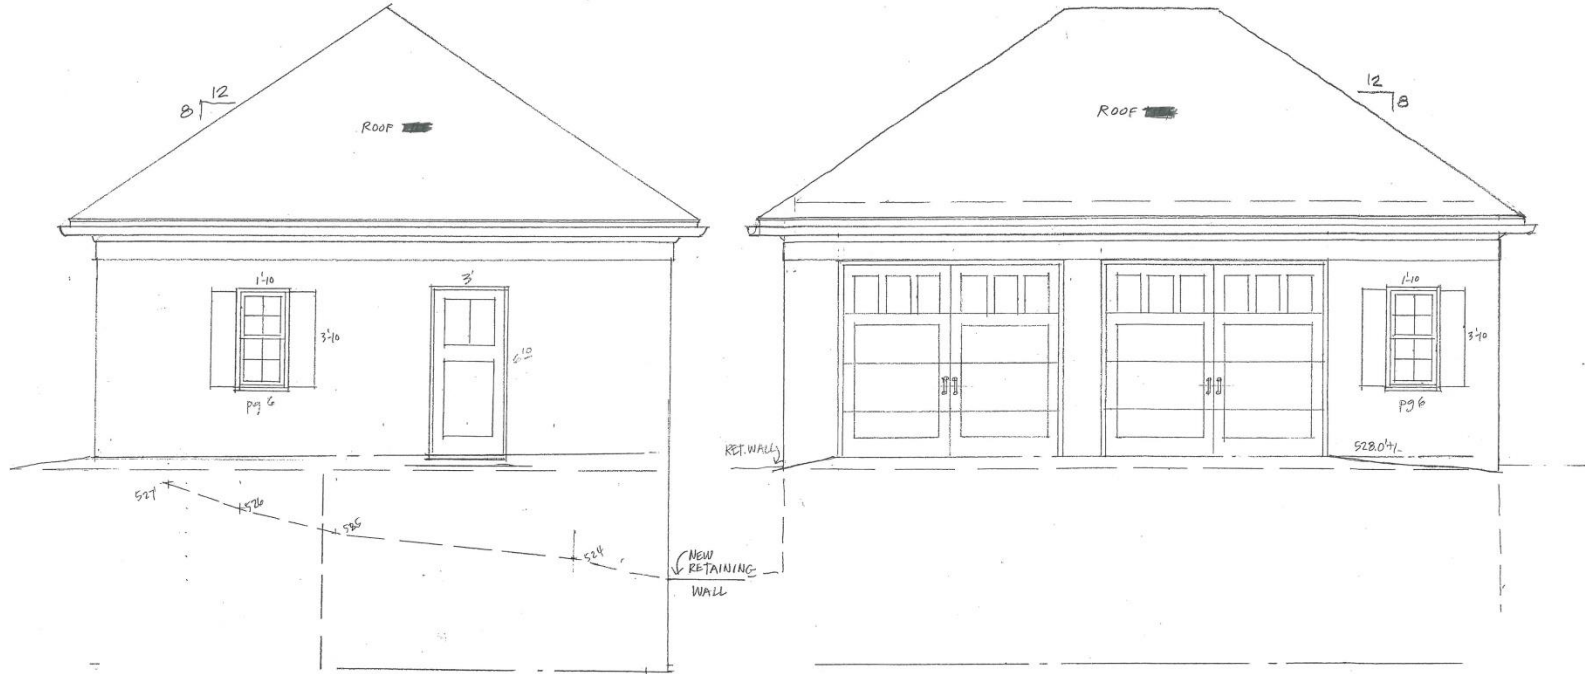 12
8
ROOF
1'-10
3'
3'-10
6'10
pg 6
527'
526
525
524
NEW
RETAINING
WALL
12
8
ROOF
1'-10
3'-10
pg 6
RET. WALL
528.0'+/-